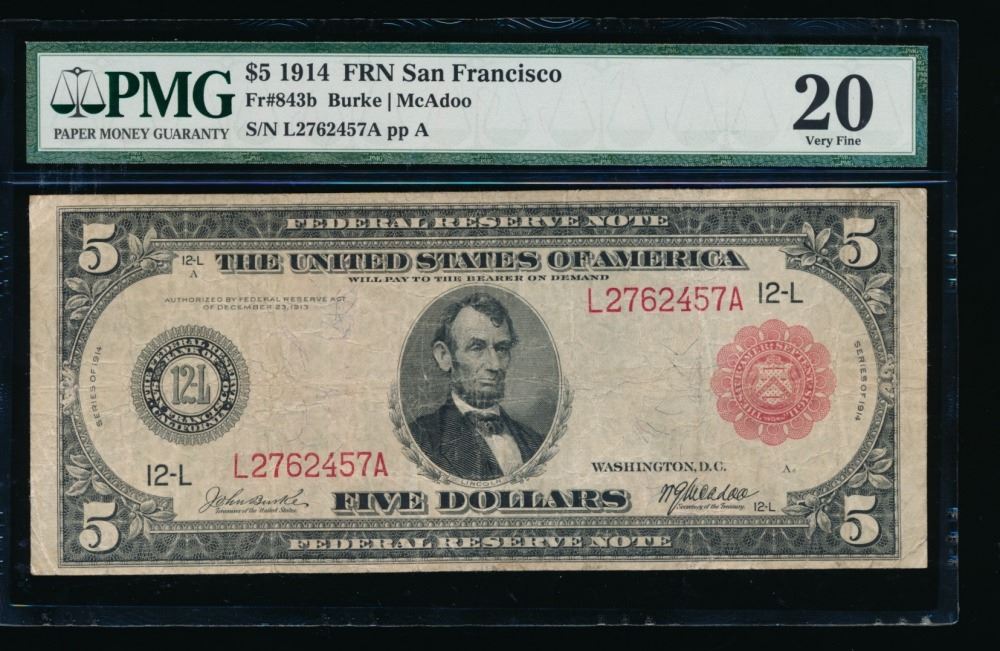 PMG
PAPER MONEY GUARANTY
$5 1914 FRN San Francisco
Fr#843b Burke | McAdoo
S/N L2762457A pp A
20
Very Fine
FEDERAL RESERVE NOTE
5
5
12-L
A
THE UNITED STATES OF AMERICA
WILL PAY TO THE BEARER ON DEMAND
AUTHORIZED BY FEDERAL RESERVE ACT
OF DECEMBER 23, 1913
L2762457A 12-L
SERIES OF 1914
12-L
SERIES OF 1914
12-L L2762457A
LINCOLN
WASHINGTON, D.C.
A
John Burke
Treasurer of the United States.
FIVE DOLLARS
W G McAdoo
Secretary of the Treasury.
12-L
5
5
FEDERAL RESERVE NOTE